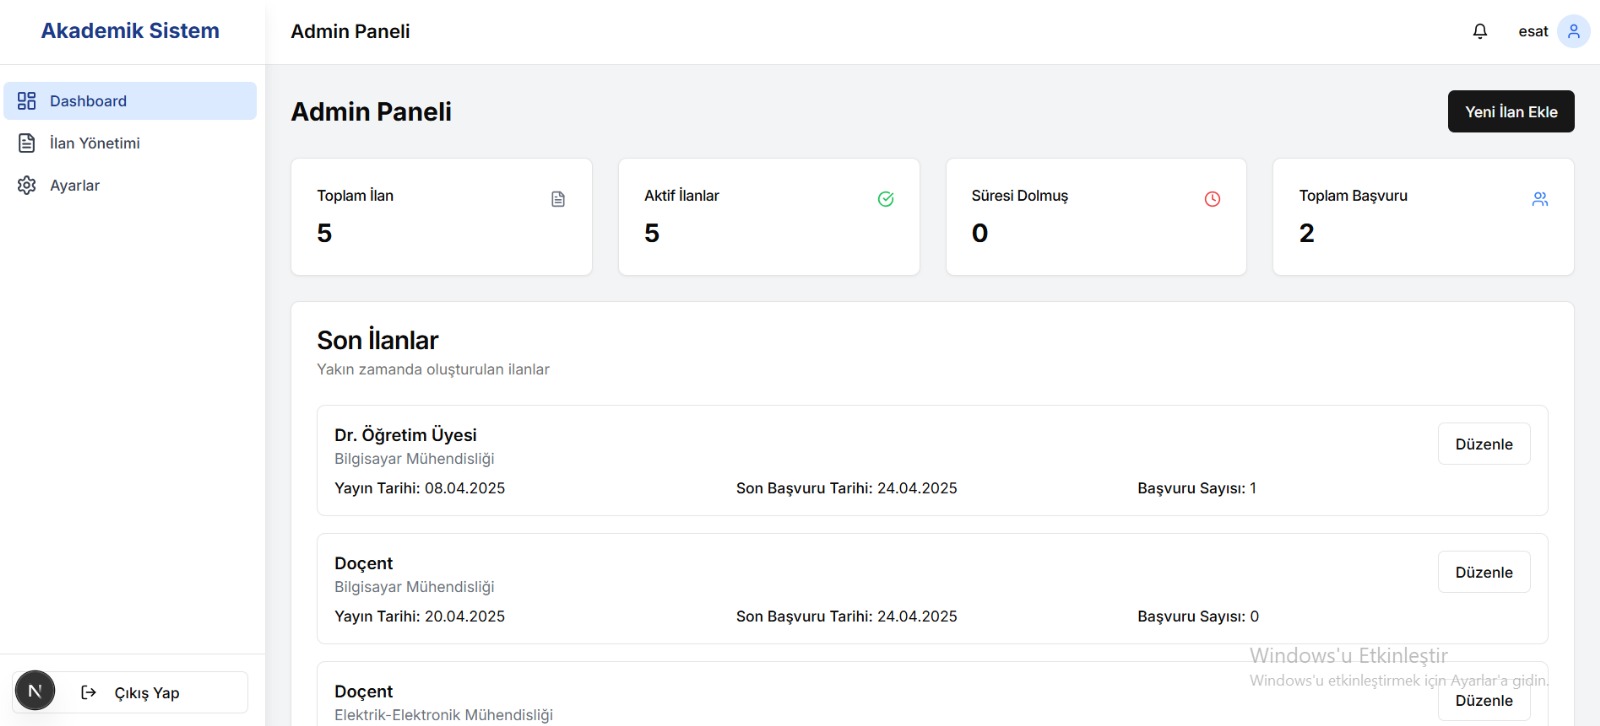 Akademik Sistem
Admin Paneli
esat
Dashboard
İlan Yönetimi
Ayarlar
Admin Paneli
Yeni İlan Ekle
Toplam İlan
5
Aktif İlanlar
5
Süresi Dolmuş
0
Toplam Başvuru
2
Son İlanlar
Yakın zamanda oluşturulan ilanlar
Dr. Öğretim Üyesi
Bilgisayar Mühendisliği
Yayın Tarihi: 08.04.2025 Son Başvuru Tarihi: 24.04.2025 Başvuru Sayısı: 1
Düzenle
Doçent
Bilgisayar Mühendisliği
Yayın Tarihi: 20.04.2025 Son Başvuru Tarihi: 24.04.2025 Başvuru Sayısı: 0
Düzenle
Doçent
Elektrik-Elektronik Mühendisliği
Düzenle
Windows'u Etkinleştir
Windows'u etkinleştirmek için Ayarlar'a gidin.
N
Çıkış Yap